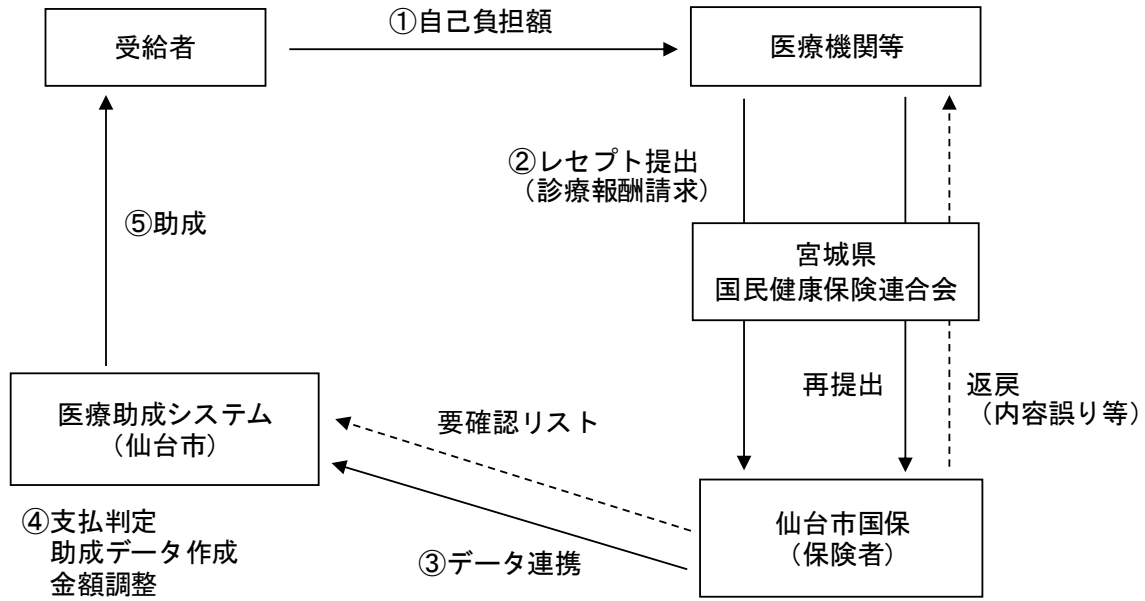 ①自己負担額
受給者
医療機関等
②レセプト提出
（診療報酬請求）
⑤助成
宮城県
国民健康保険連合会
再提出
返戻
（内容誤り等）
医療助成システム
（仙台市）
要確認リスト
④支払判定
助成データ作成
金額調整
③データ連携
仙台市国保
（保険者）